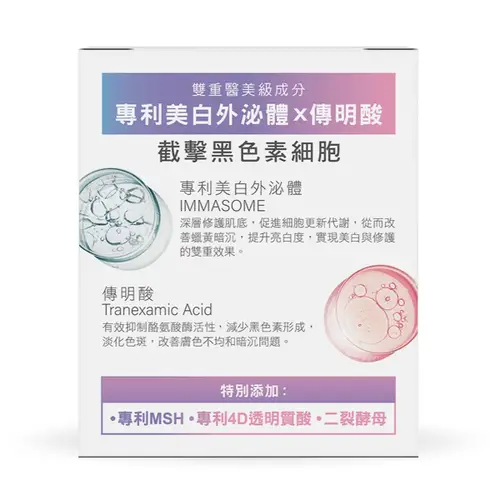 雙重醫美級成分
專利美白外泌體×傳明酸
截擊黑色素細胞
專利美白外泌體
IMMASOME
深層修護肌底，促進細胞更新代謝，從而改
善蠟黃暗沉，提升亮白度，實現美白與修護
的雙重效果。
傳明酸
Tranexamic Acid
有效抑制酪氨酸酶活性，減少黑色素形成，
淡化色斑，改善膚色不均和暗沉問題。
特別添加：
•專利MSH •專利4D透明質酸 •二裂酵母